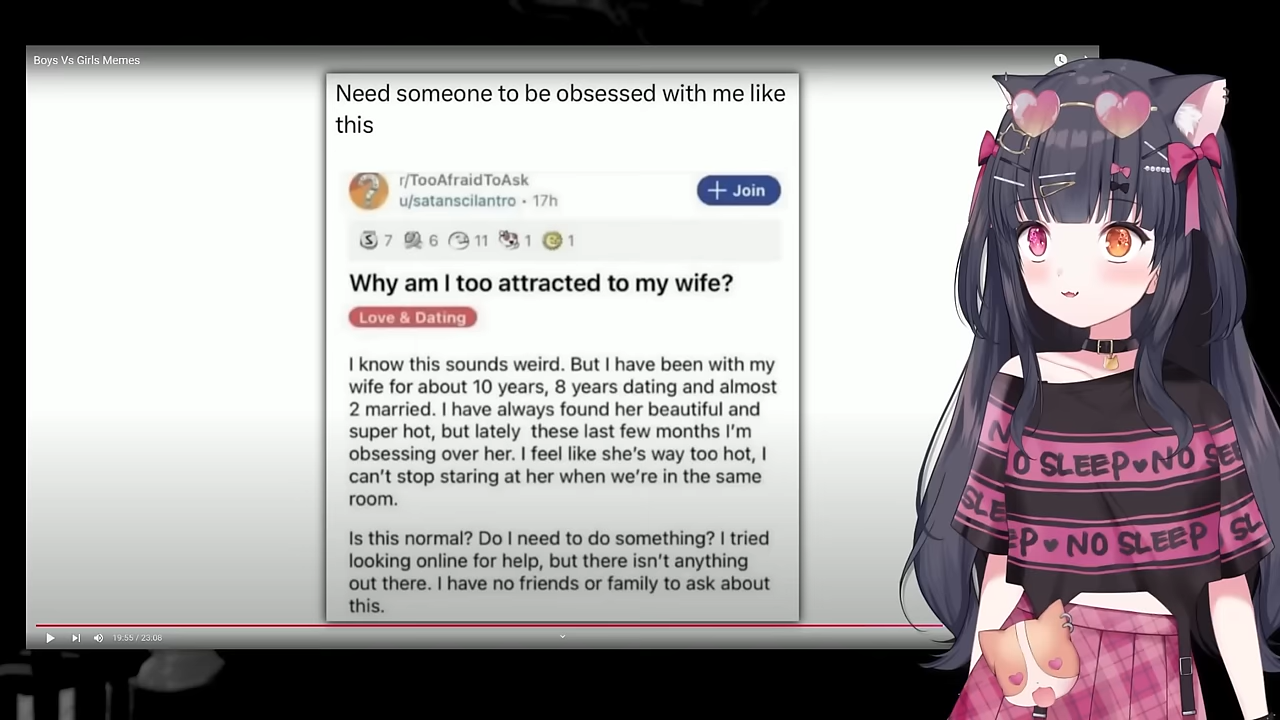 Boys Vs Girls Memes
Need someone to be obsessed with me like
this
r/TooAfraidToAsk
u/satanscilantro • 17h
+ Join
7 6 11 1 1
Why am I too attracted to my wife?
Love & Dating
I know this sounds weird. But I have been with my
wife for about 10 years, 8 years dating and almost
2 married. I have always found her beautiful and
super hot, but lately these last few months I'm
obsessing over her. I feel like she's way too hot, I
can't stop staring at her when we're in the same
room.
Is this normal? Do I need to do something? I tried
looking online for help, but there isn't anything
out there. I have no friends or family to ask about
this.
19:55 / 23:08
O SLEEP♥NO SEE
SLE
EP♥NO SLEEP SL